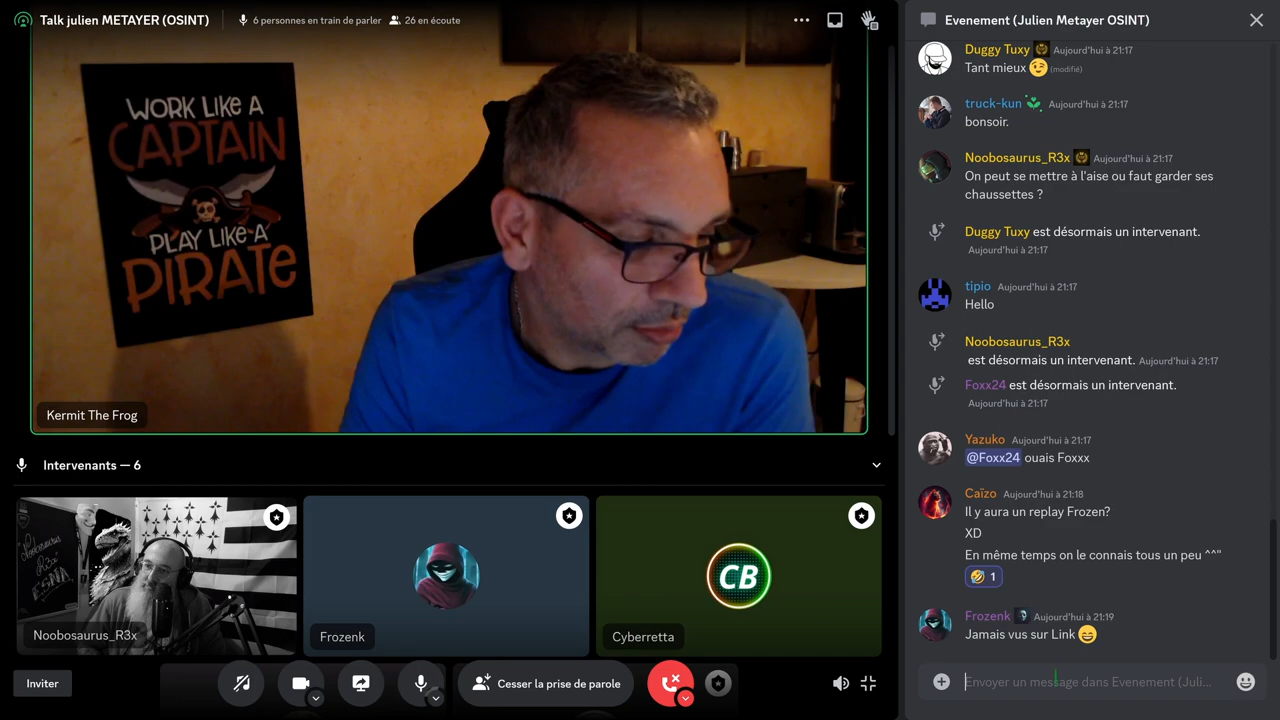 Talk julien METAYER (OSINT)
6 personnes en train de parler
26 en écoute
WORK LIKE A
CAPTAIN
PLAY LIKE A
PIRATE
Kermit The Frog
Intervenants — 6
Noobosaurus_R3x
Frozenk
CB
Cyberretta
Inviter
Cesser la prise de parole
Evenement (Julien Metayer OSINT)
Duggy Tuxy Aujourd'hui à 21:17
Tant mieux 😉 (modifié)
truck-kun Aujourd'hui à 21:17
bonsoir.
Noobosaurus_R3x Aujourd'hui à 21:17
On peut se mettre à l'aise ou faut garder ses
chaussettes ?
Duggy Tuxy est désormais un intervenant.
Aujourd'hui à 21:17
tipio Aujourd'hui à 21:17
Hello
Noobosaurus_R3x
est désormais un intervenant. Aujourd'hui à 21:17
Foxx24 est désormais un intervenant.
Aujourd'hui à 21:17
Yazuko Aujourd'hui à 21:17
@Foxx24 ouais Foxxx
Caïzo Aujourd'hui à 21:18
Il y aura un replay Frozen?
XD
En même temps on le connais tous un peu ^^"
🤣 1
Frozenk Aujourd'hui à 21:19
Jamais vus sur Link 😄
Envoyer un message dans Evenement (Juli...